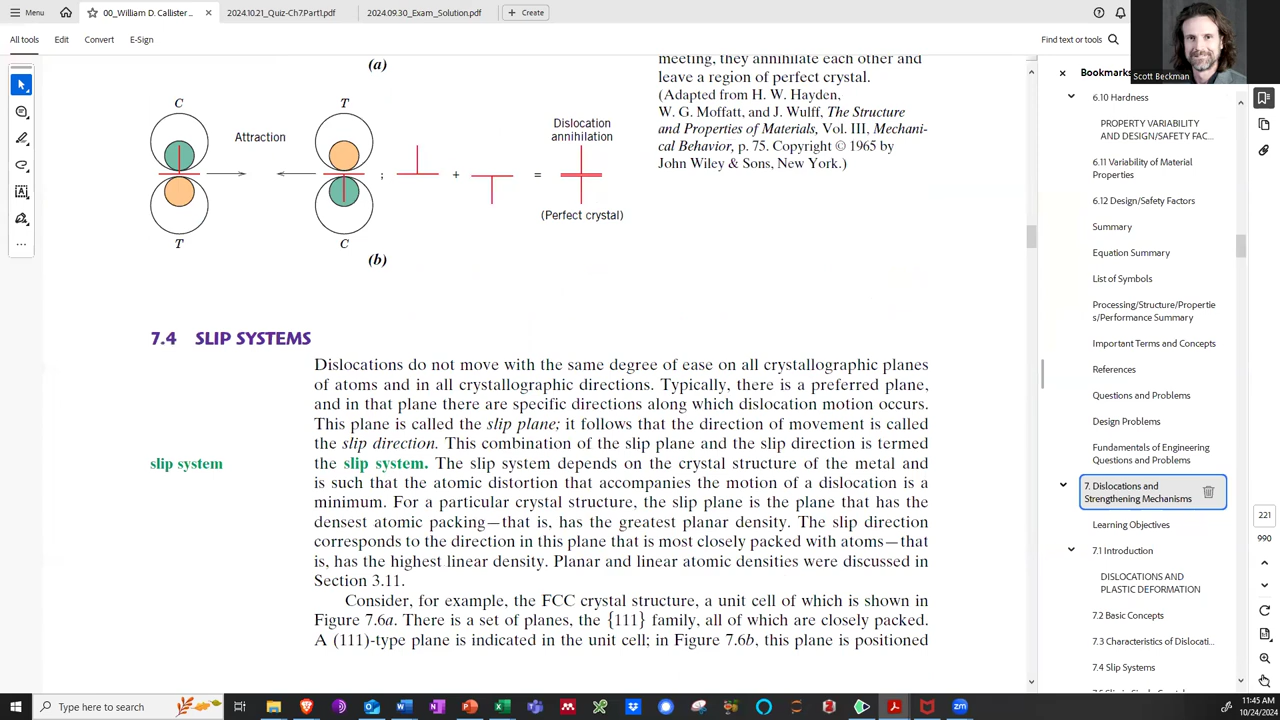 Menu
00_William D. Callister
2024.10.21_Quiz-Ch7.Part1.pdf
2024.09.30_Exam_Solution.pdf
Create
All tools
Edit
Convert
E-Sign
Find text or tools
Scott Beckman
(a)
C
T
Attraction
;
+
=
Dislocation
annihilation
(Perfect crystal)
T
C
(b)
meeting, they annihilate each other and
leave a region of perfect crystal.
(Adapted from H. W. Hayden,
W. G. Moffatt, and J. Wulff, The Structure
and Properties of Materials, Vol. III, Mechani-
cal Behavior, p. 75. Copyright © 1965 by
John Wiley & Sons, New York.)
7.4 SLIP SYSTEMS
Dislocations do not move with the same degree of ease on all crystallographic planes
of atoms and in all crystallographic directions. Typically, there is a preferred plane,
and in that plane there are specific directions along which dislocation motion occurs.
This plane is called the slip plane; it follows that the direction of movement is called
the slip direction. This combination of the slip plane and the slip direction is termed
slip system
the slip system. The slip system depends on the crystal structure of the metal and
is such that the atomic distortion that accompanies the motion of a dislocation is a
minimum. For a particular crystal structure, the slip plane is the plane that has the
densest atomic packing—that is, has the greatest planar density. The slip direction
corresponds to the direction in this plane that is most closely packed with atoms—that
is, has the highest linear density. Planar and linear atomic densities were discussed in
Section 3.11.
Consider, for example, the FCC crystal structure, a unit cell of which is shown in
Figure 7.6a. There is a set of planes, the {111} family, all of which are closely packed.
A (111)-type plane is indicated in the unit cell; in Figure 7.6b, this plane is positioned
Bookmarks
6.10 Hardness
PROPERTY VARIABILITY
AND DESIGN/SAFETY FAC...
6.11 Variability of Material
Properties
6.12 Design/Safety Factors
Summary
Equation Summary
List of Symbols
Processing/Structure/Propertie
s/Performance Summary
Important Terms and Concepts
References
Questions and Problems
Design Problems
Fundamentals of Engineering
Questions and Problems
7. Dislocations and
Strengthening Mechanisms
Learning Objectives
7.1 Introduction
DISLOCATIONS AND
PLASTIC DEFORMATION
7.2 Basic Concepts
7.3 Characteristics of Dislocati...
7.4 Slip Systems
221
990
Type here to search
11:45 AM
10/24/2024